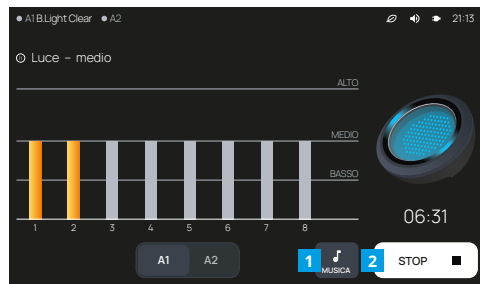 A1 B.Light Clear A2 21:13
Luce – medio
ALTO
MEDIO
BASSO
1 2 3 4 5 6 7 8
06:31
A1 A2
1 MUSICA
2 STOP